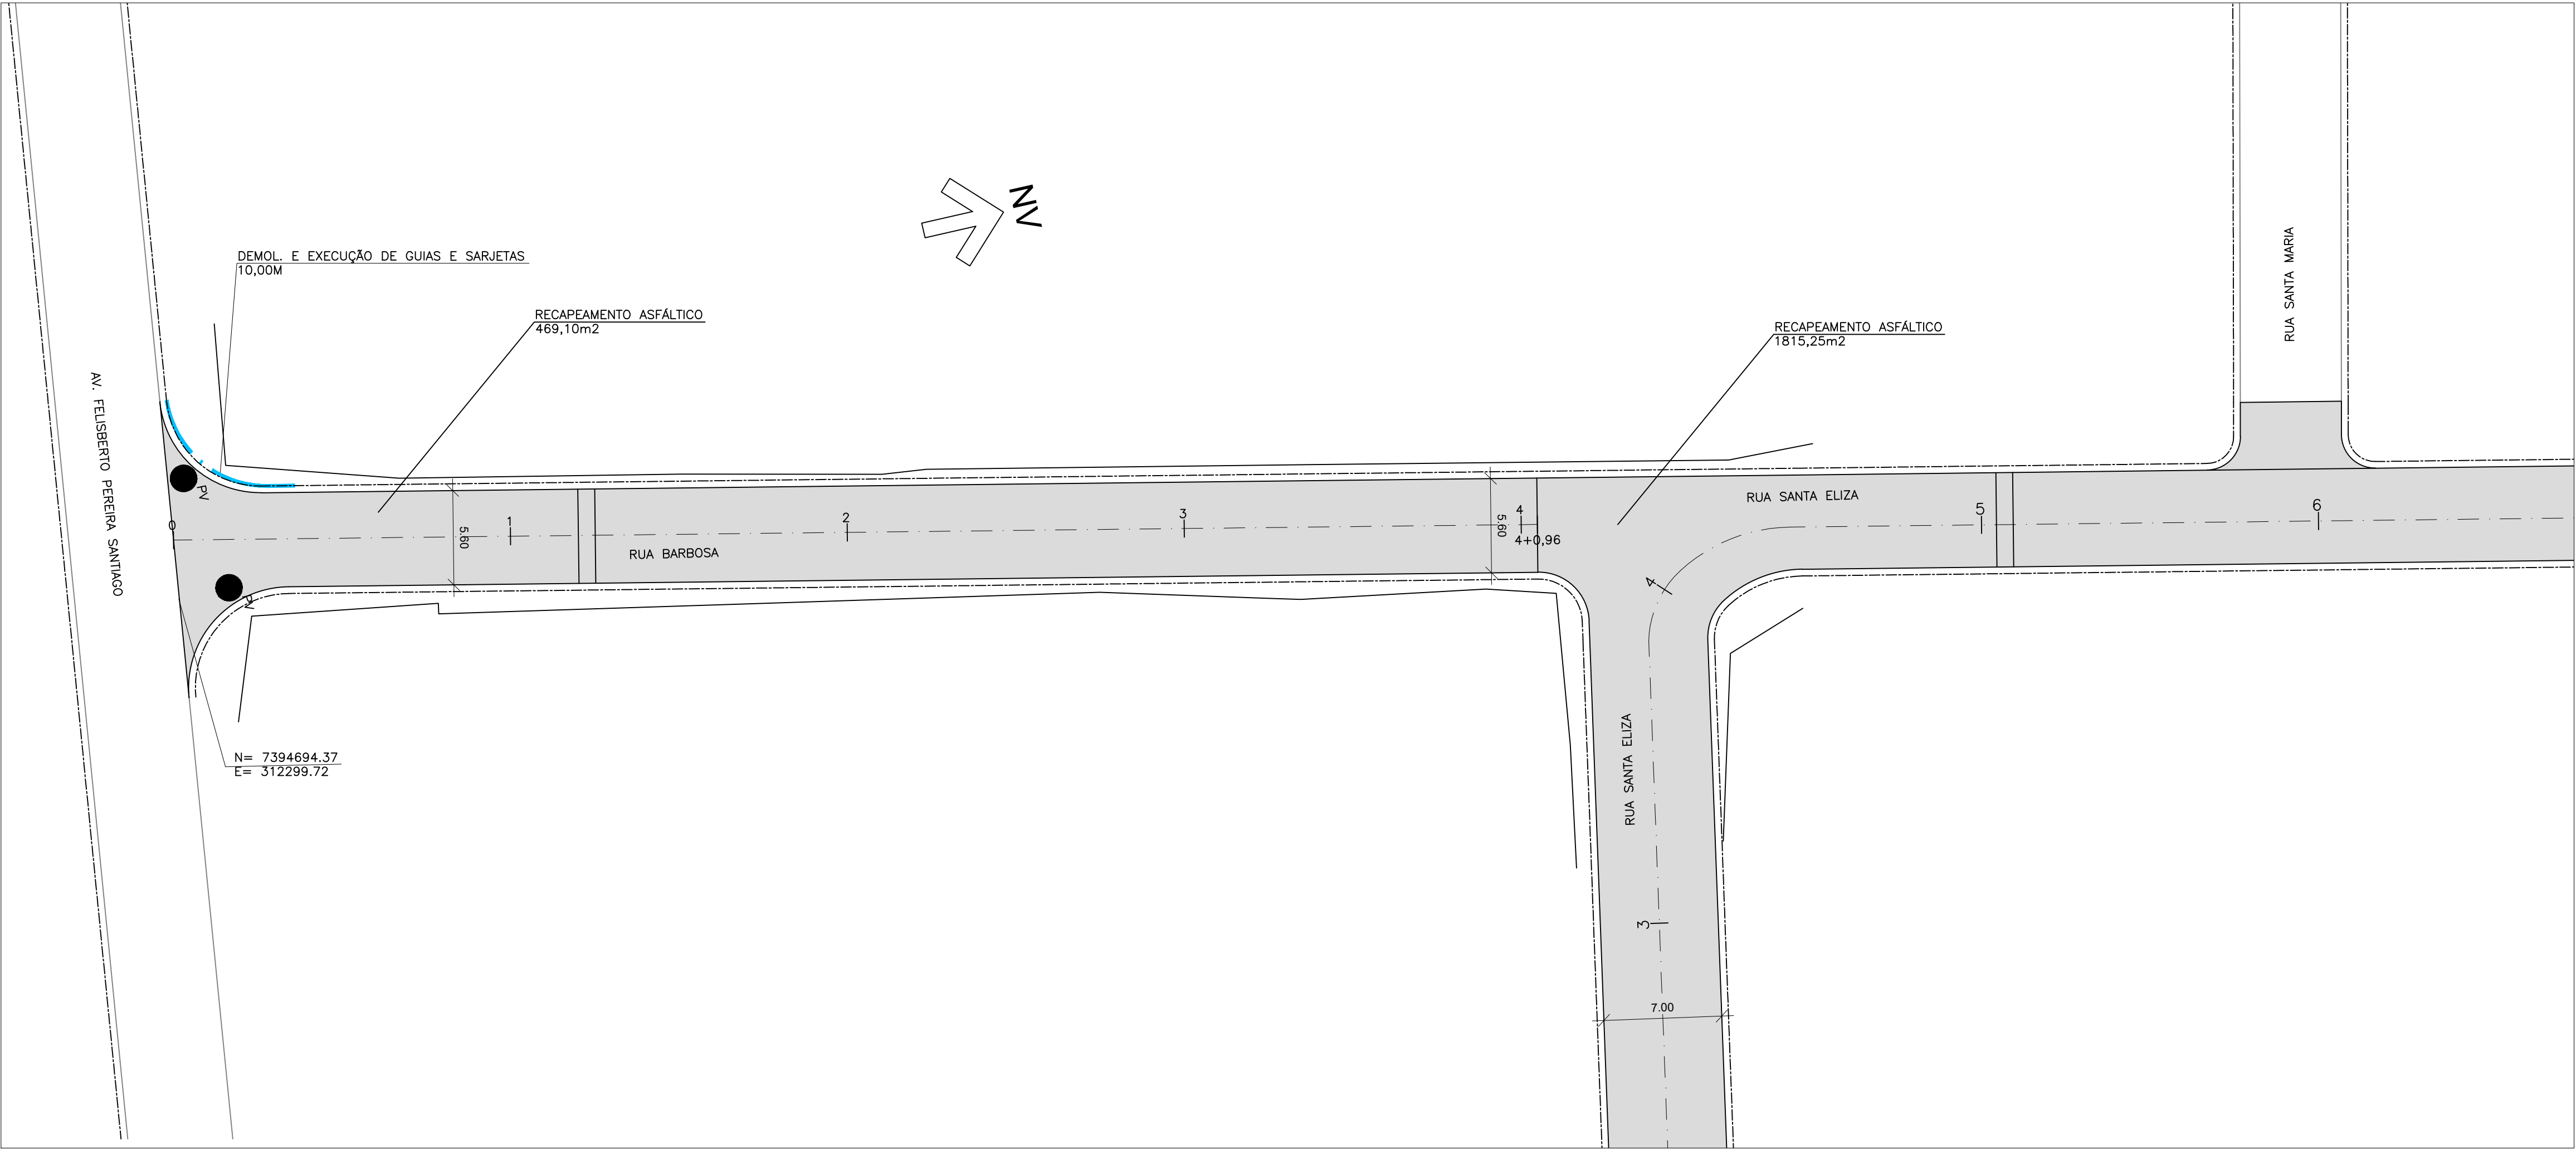 NV
DEMOL. E EXECUÇÃO DE GUIAS E SARJETAS
10,00M
RECAPEAMENTO ASFÁLTICO
469,10m2
RECAPEAMENTO ASFÁLTICO
1815,25m2
RUA SANTA MARIA
AV. FELISBERTO PEREIRA SANTIAGO
PV
0
1
5.60
RUA BARBOSA
2
3
4
5.60
4+0,96
RUA SANTA ELIZA
5
6
PV
4
RUA SANTA ELIZA
3
7.00
N= 7394694.37
E= 312299.72